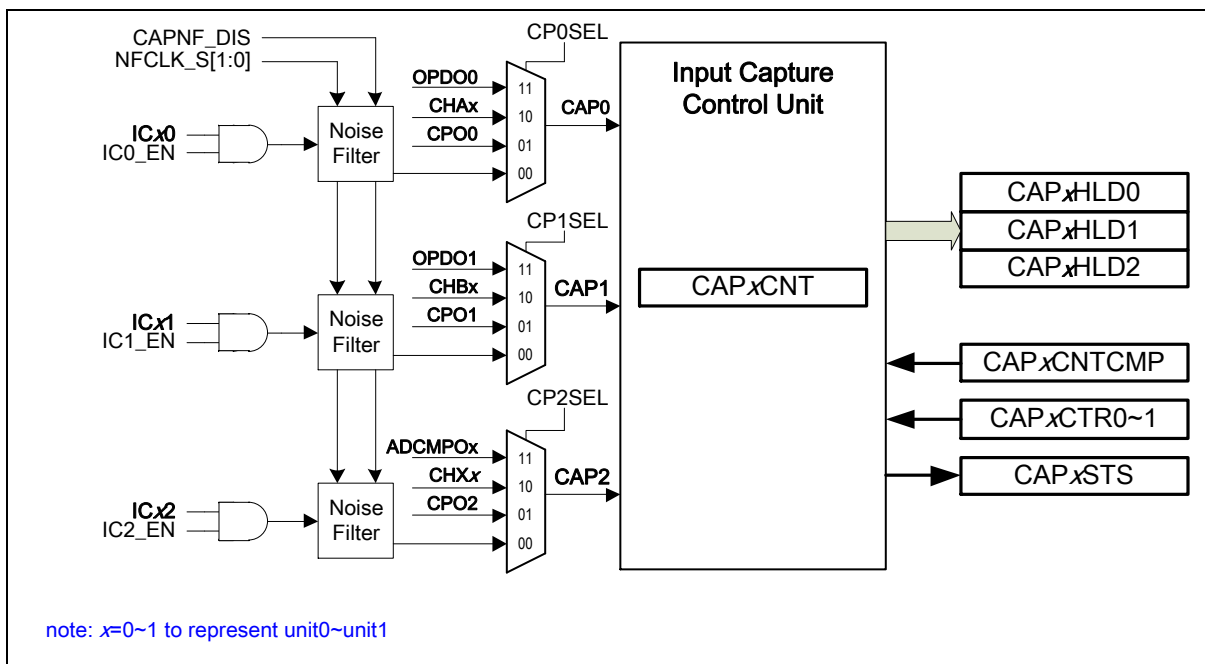 CAPNF_DIS
NFCLK_S[1:0]
CP0SEL
OPDO0
11
CHAx
10
CPO0
01
00
CAP0
ICx0
IC0_EN
Noise
Filter
CP1SEL
OPDO1
11
CHBx
10
CPO1
01
00
CAP1
ICx1
IC1_EN
Noise
Filter
CP2SEL
ADCMPOx
11
CHXx
10
CPO2
01
00
CAP2
ICx2
IC2_EN
Noise
Filter
Input Capture
Control Unit
CAPxCNT
CAPxHLD0
CAPxHLD1
CAPxHLD2
CAPxCNTCMP
CAPxCTR0~1
CAPxSTS
note: x=0~1 to represent unit0~unit1